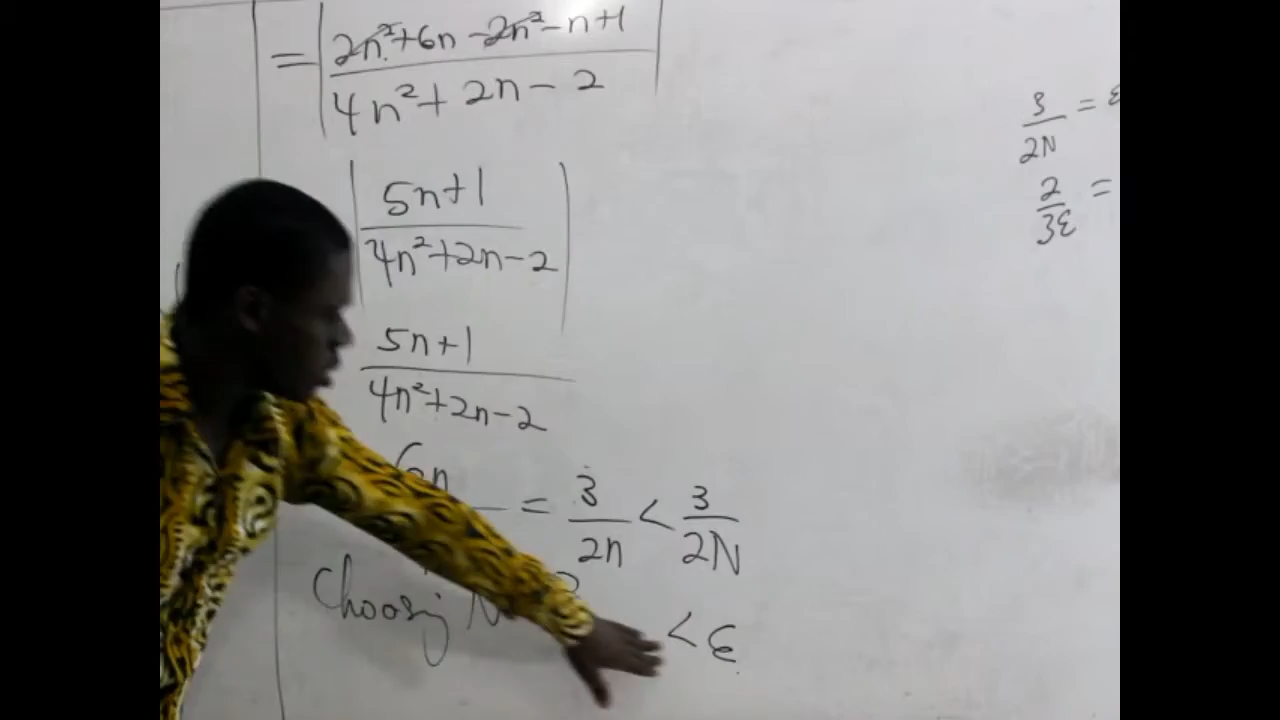 = |2n²+6n-2n²-n+1 / 4n²+2n-2|
|5n+1 / 4n²+2n-2|
5n+1 / 4n²+2n-2
6n = 3/2n < 3/2N
Choosing N < ε
3/2N = ε
2/3ε =